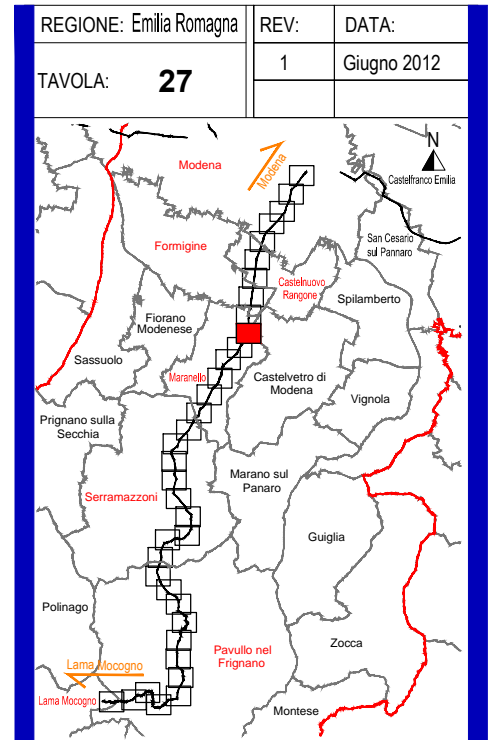 REGIONE: Emilia Romagna
REV:
DATA:
TAVOLA: 27
1
Giugno 2012
N
Modena
Modena
Castelfranco Emilia
Formigine
San Cesario
sul Pannaro
Castelnuovo
Rangone
Spilamberto
Fiorano
Modenese
Sassuolo
Maranello
Castelvetro di
Modena
Vignola
Prignano sulla
Secchia
Marano sul
Panaro
Serramazzoni
Guiglia
Polinago
Zocca
Pavullo nel
Frignano
Lama Mocogno
Lama Mocogno
Montese